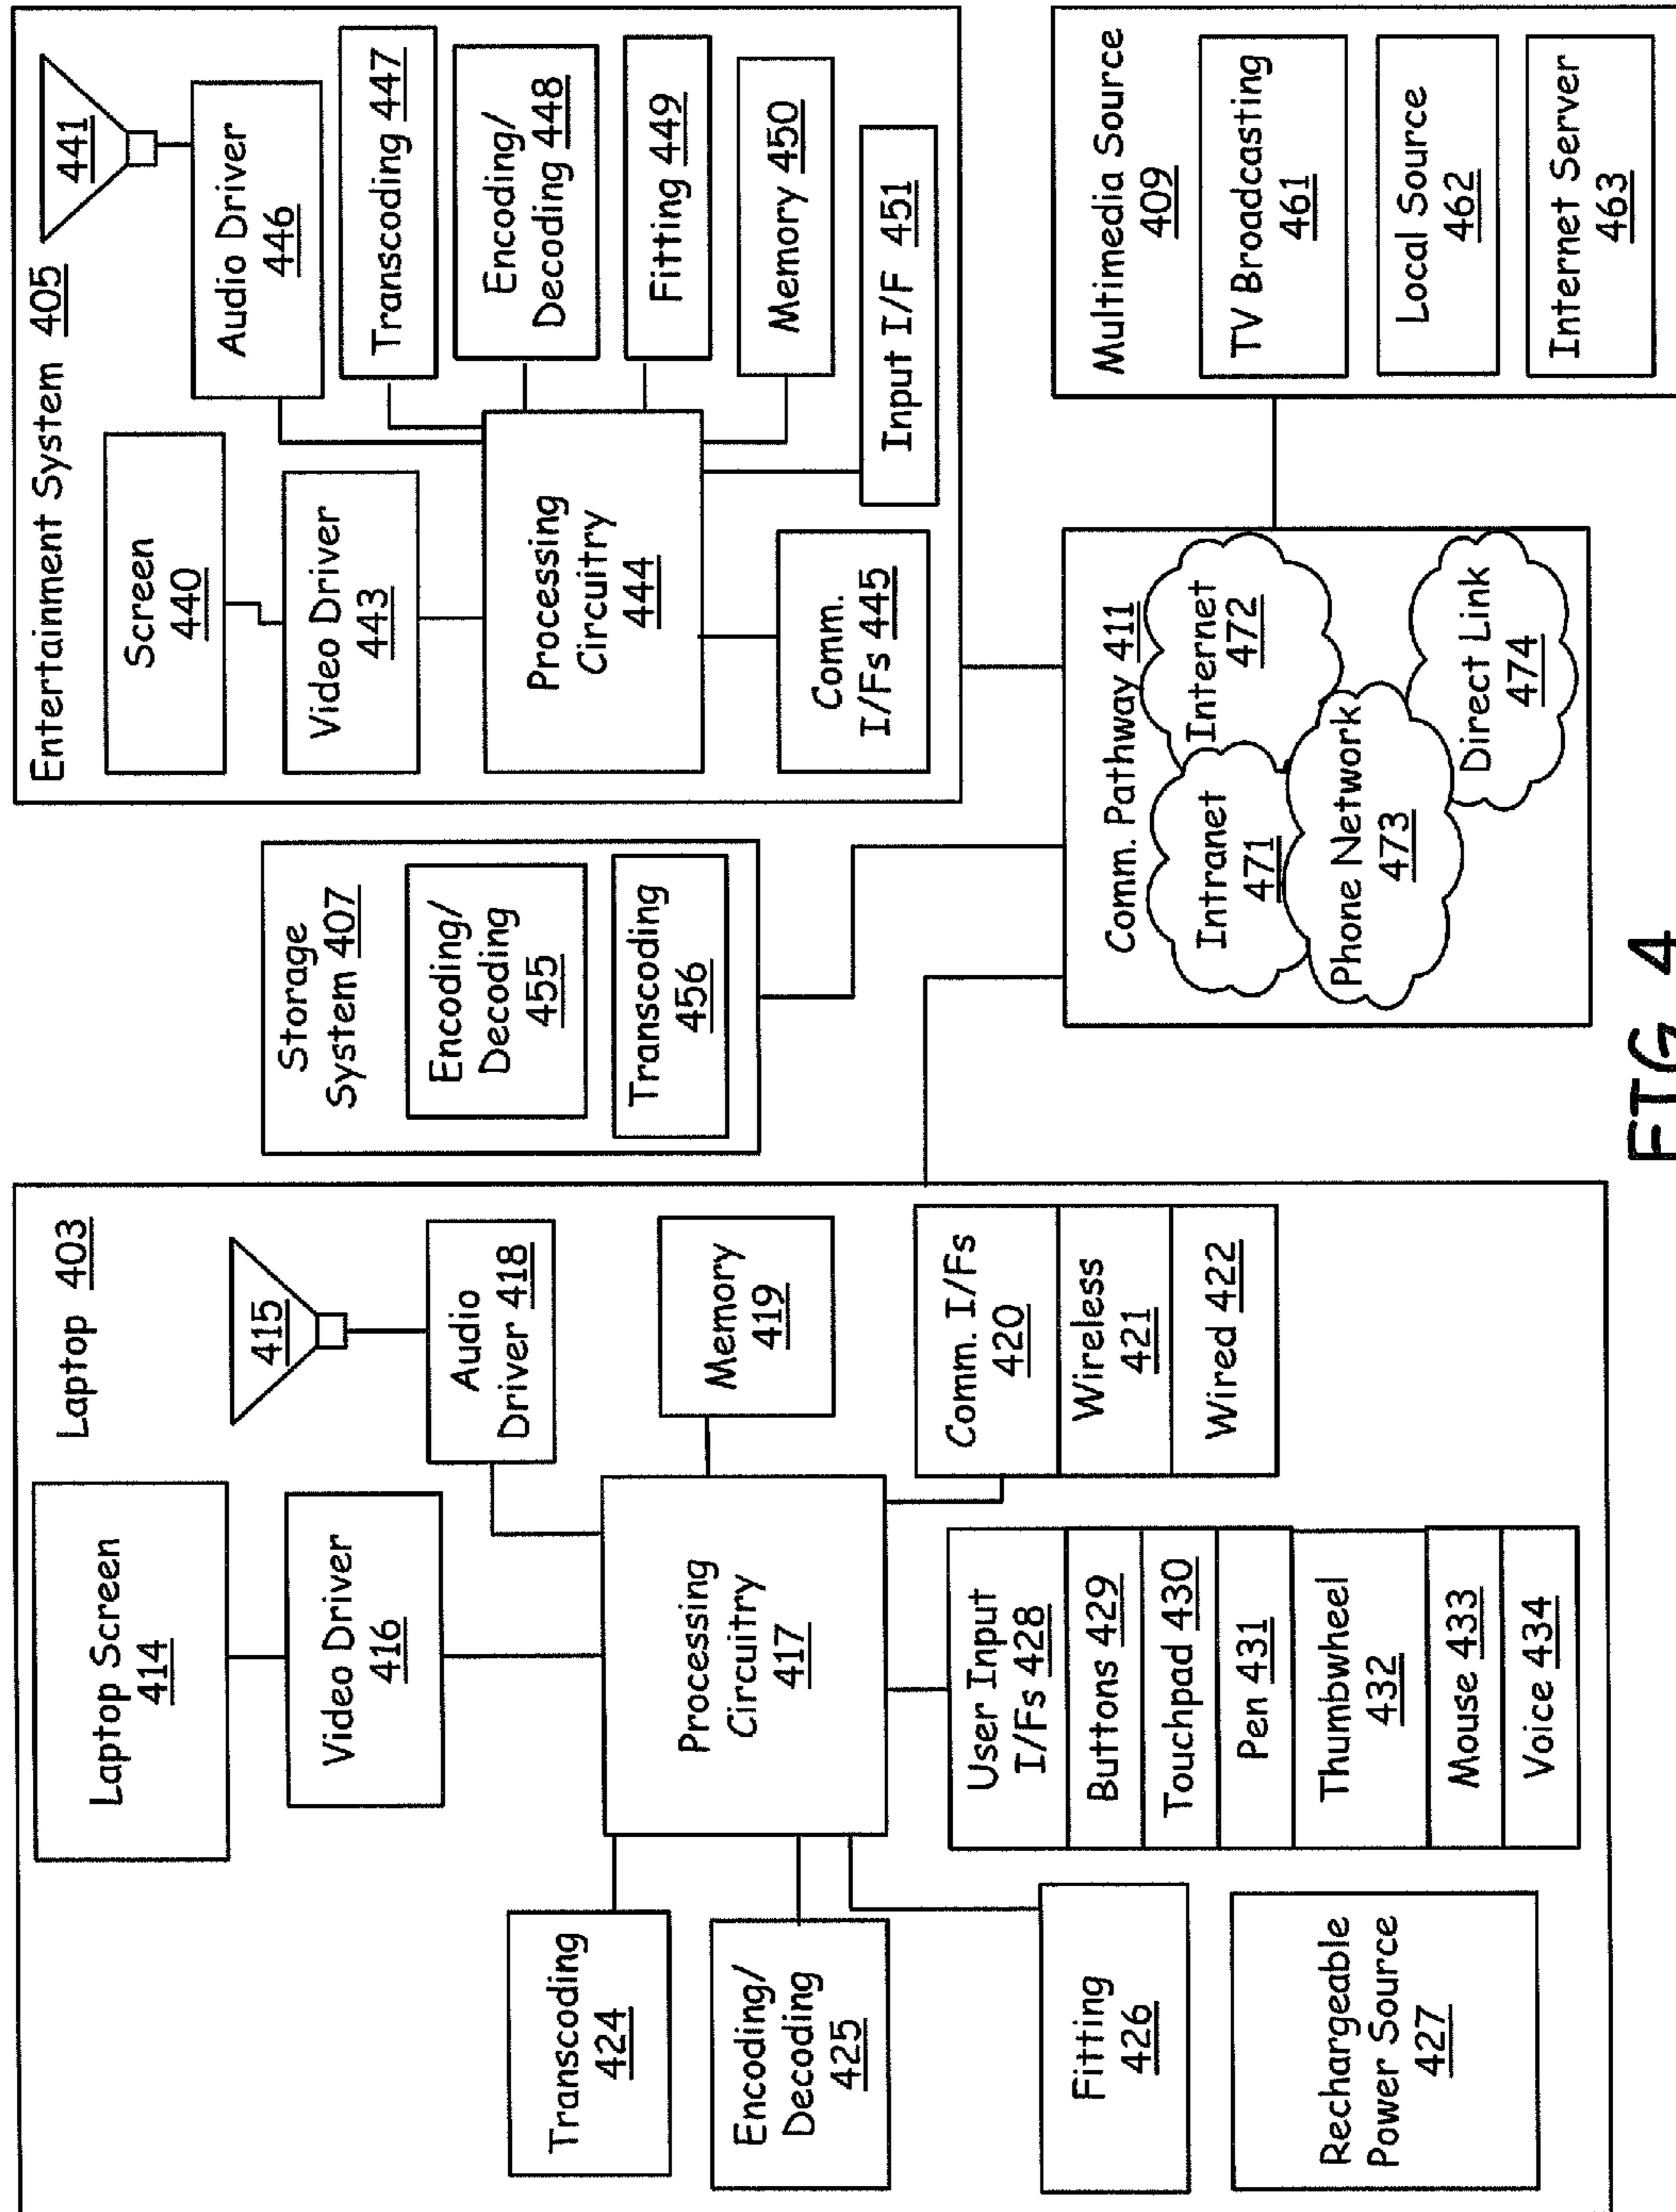 Laptop 403
Laptop Screen
414
415
Video Driver
416
Audio
Driver 418
Transcoding
424
Processing
Circuitry
417
Memory
419
Encoding/
Decoding
425
Fitting
426
Rechargeable
Power Source
427
User Input
I/Fs 428
Buttons 429
Touchpad 430
Pen 431
Thumbwheel
432
Mouse 433
Voice 434
Comm. I/Fs
420
Wireless
421
Wired 422
Storage
System 407
Encoding/
Decoding
455
Transcoding
456
Entertainment System 405
Screen
440
441
Video Driver
443
Audio Driver
446
Transcoding 447
Processing
Circuitry
444
Encoding/
Decoding 448
Fitting 449
Memory 450
Comm.
I/Fs 445
Input I/F 451
Comm. Pathway 411
Intranet
471
Internet
472
Phone Network
473
Direct Link
474
Multimedia Source
409
TV Broadcasting
461
Local Source
462
Internet Server
463
FIG 4